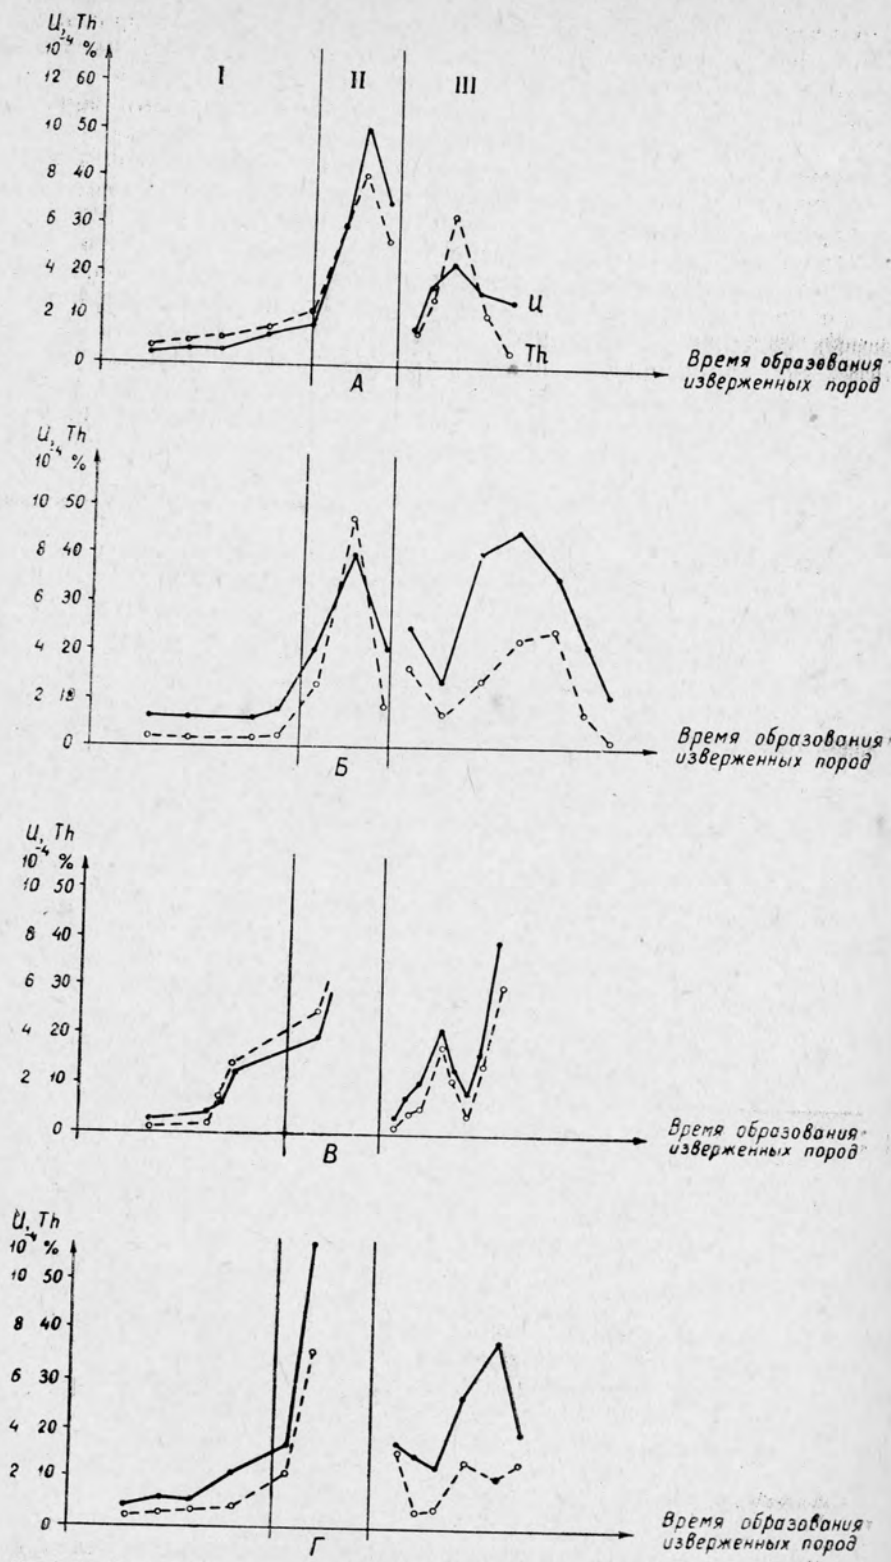 U, Th
10⁻⁴ %
I
II
III
12 60
10 50
8 40
6 30
4 20
U
2 10
Th
0
Время образования
изверженных пород
А
U, Th
10⁻⁴ %
10 50
8 40
6 30
4 20
2 10
0
Время образования
изверженных пород
Б
U, Th
10⁻⁴ %
10 50
8 40
6 30
4 20
2 10
0
Время образования
изверженных пород
В
U, Th
10⁻⁴ %
10 50
8 40
6 30
4 20
2 10
0
Время образования
изверженных пород
Г